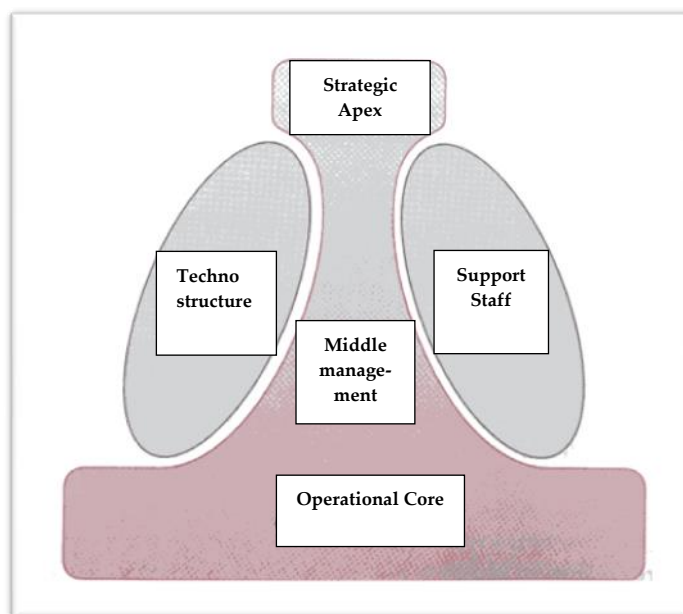 Strategic
Apex
Techno
structure
Support
Staff
Middle
manage-
ment
Operational Core